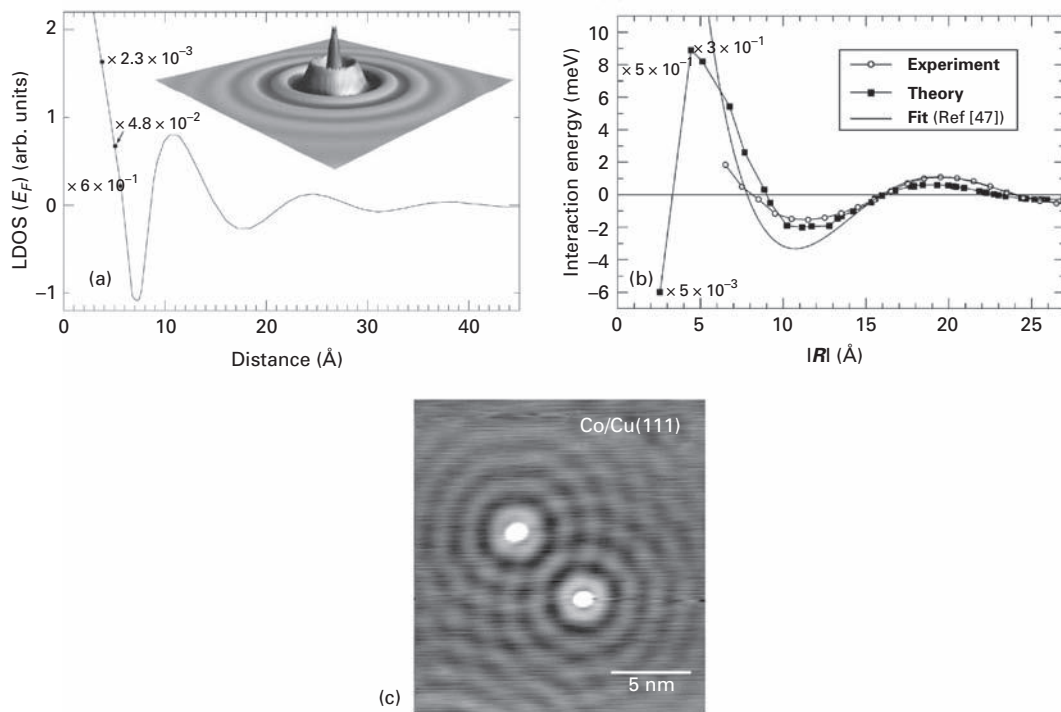 2
1
0
−1
LDOS (E_F) (arb. units)
× 2.3 × 10⁻³
× 4.8 × 10⁻²
× 6 × 10⁻¹
(a)
0 10 20 30 40
Distance (Å)
10
8
6
4
2
0
−2
−4
−6
Interaction energy (meV)
× 3 × 10⁻¹
× 5 × 10⁻¹
Experiment
Theory
Fit (Ref [47])
(b)
× 5 × 10⁻³
0 5 10 15 20 25
|R| (Å)
Co/Cu(111)
5 nm
(c)